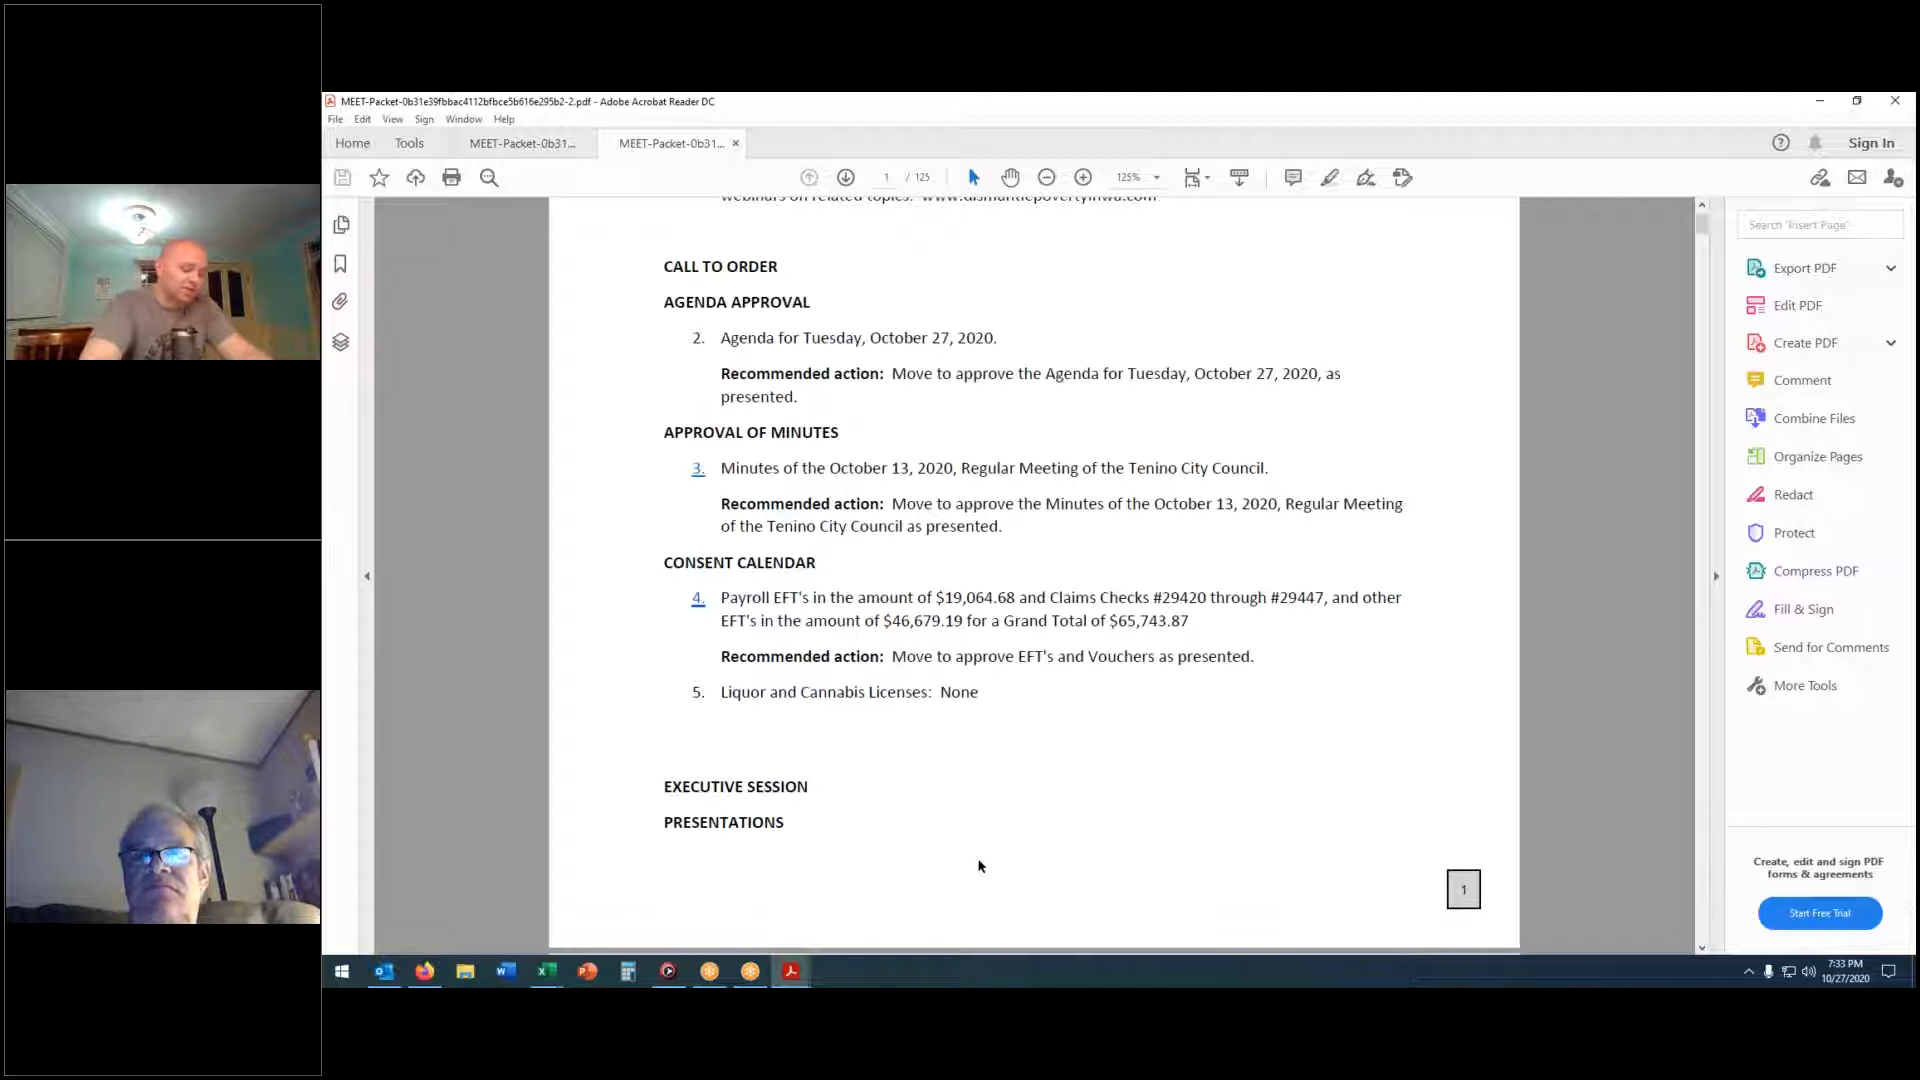 MEET-Packet-0b31e39fbbac4112bfbce5b616e295b2-2.pdf - Adobe Acrobat Reader DC
File Edit View Sign Window Help
Home Tools MEET-Packet-0b31... MEET-Packet-0b31... × Sign In
1 / 125 125%
webinars on related topics. www.dismantlepovertyinwa.com
CALL TO ORDER
AGENDA APPROVAL
2. Agenda for Tuesday, October 27, 2020.
Recommended action: Move to approve the Agenda for Tuesday, October 27, 2020, as
presented.
APPROVAL OF MINUTES
3. Minutes of the October 13, 2020, Regular Meeting of the Tenino City Council.
Recommended action: Move to approve the Minutes of the October 13, 2020, Regular Meeting
of the Tenino City Council as presented.
CONSENT CALENDAR
4. Payroll EFT's in the amount of $19,064.68 and Claims Checks #29420 through #29447, and other
EFT's in the amount of $46,679.19 for a Grand Total of $65,743.87
Recommended action: Move to approve EFT's and Vouchers as presented.
5. Liquor and Cannabis Licenses: None
EXECUTIVE SESSION
PRESENTATIONS
1
Search "Insert Page"
Export PDF
Edit PDF
Create PDF
Comment
Combine Files
Organize Pages
Redact
Protect
Compress PDF
Fill & Sign
Send for Comments
More Tools
Create, edit and sign PDF
forms & agreements
Start Free Trial
7:33 PM
10/27/2020